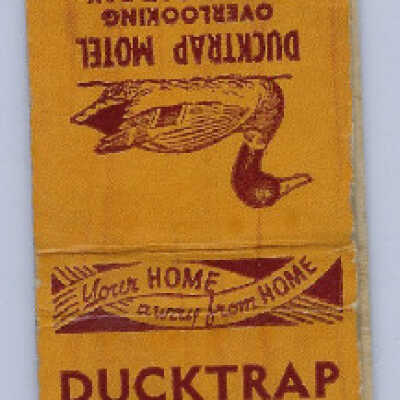 DUCKTRAP MOTEL
OVERLOOKING
Your HOME
away from HOME
DUCKTRAP